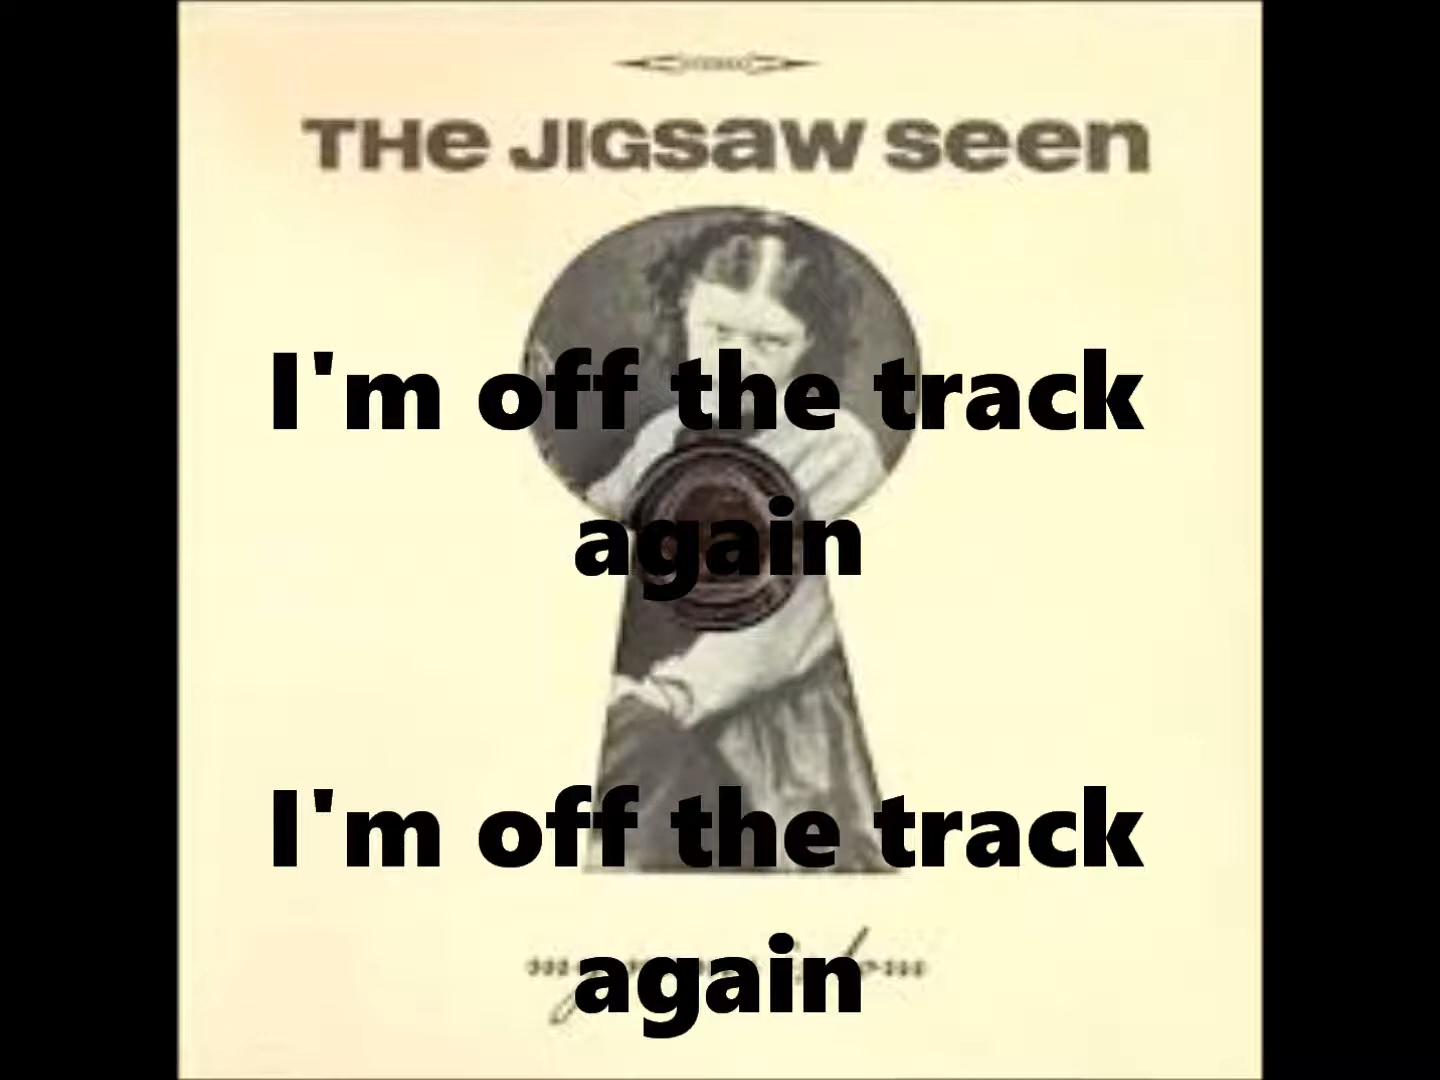 THE JIGSAW SEEN
I'm off the track
again
I'm off the track
again